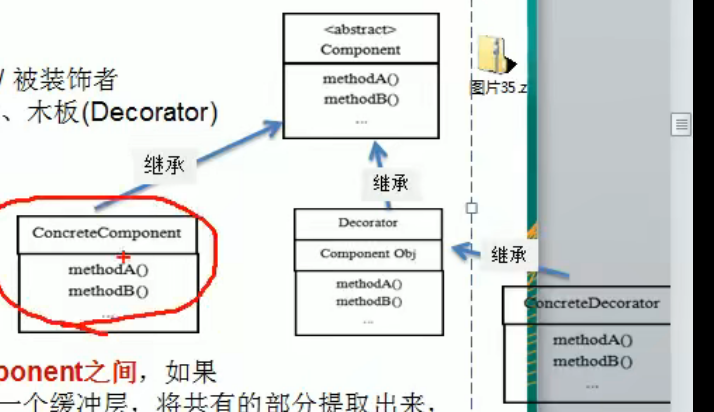 <abstract>
Component
methodA()
methodB()
...
/ 被装饰者
、木板(Decorator)
图片35.z
继承
继承
ConcreteComponent
methodA()
methodB()
...
Decorator
Component Obj
methodA()
methodB()
...
继承
ConcreteDecorator
methodA()
methodB()
...
ponent之间，如果
一个缓冲层，将共有的部分提取出来，